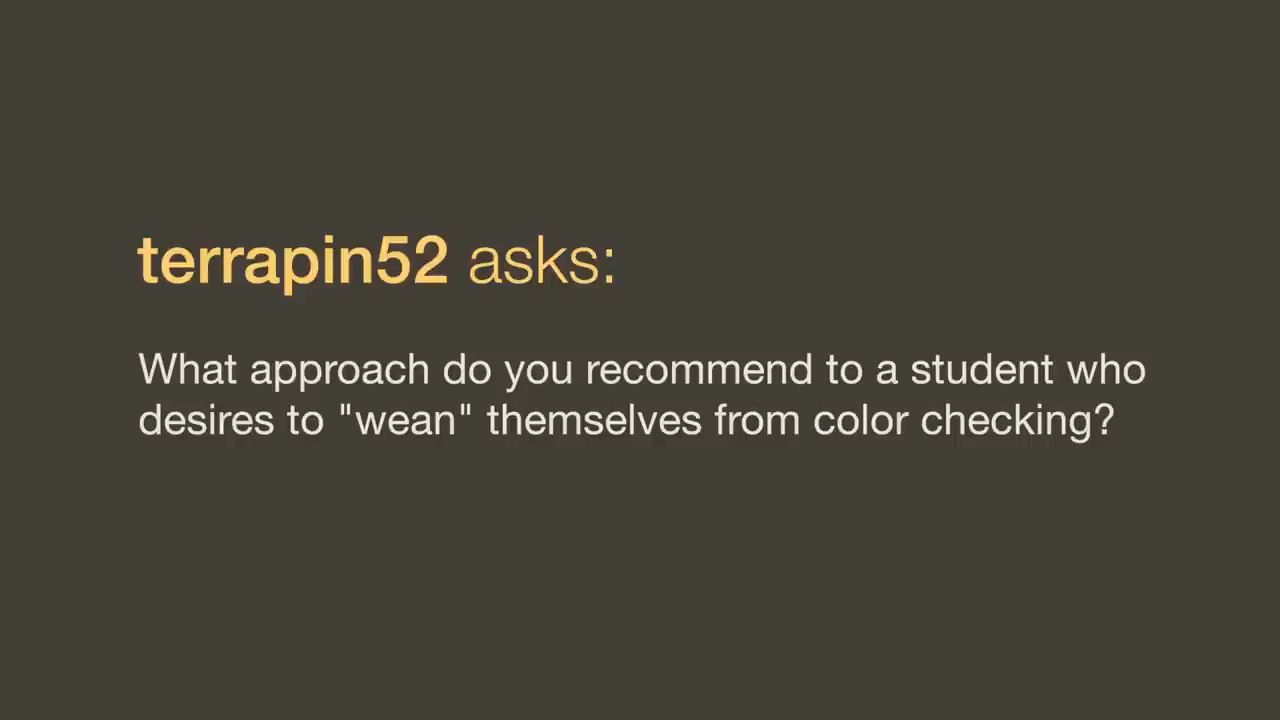 terrapin52 asks:
What approach do you recommend to a student who
desires to "wean" themselves from color checking?